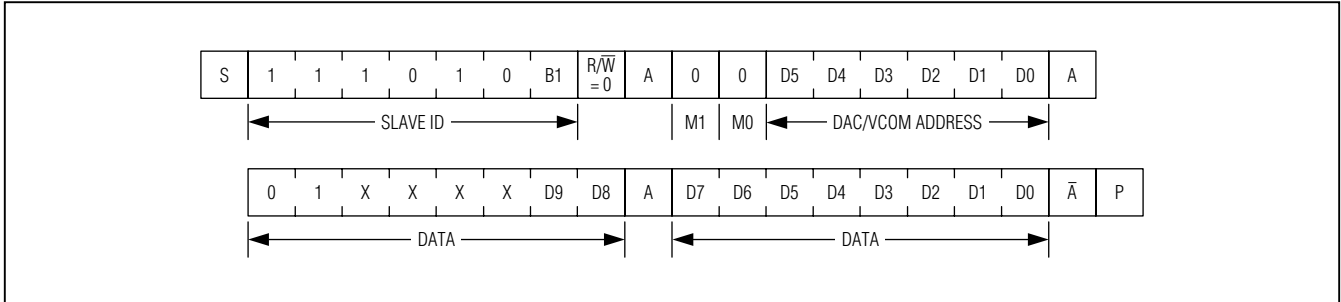 S 1 1 1 0 1 0 B1 R/W̅ = 0 A 0 0 D5 D4 D3 D2 D1 D0 A
SLAVE ID M1 M0 DAC/VCOM ADDRESS
0 1 X X X X D9 D8 A D7 D6 D5 D4 D3 D2 D1 D0 A̅ P
DATA DATA